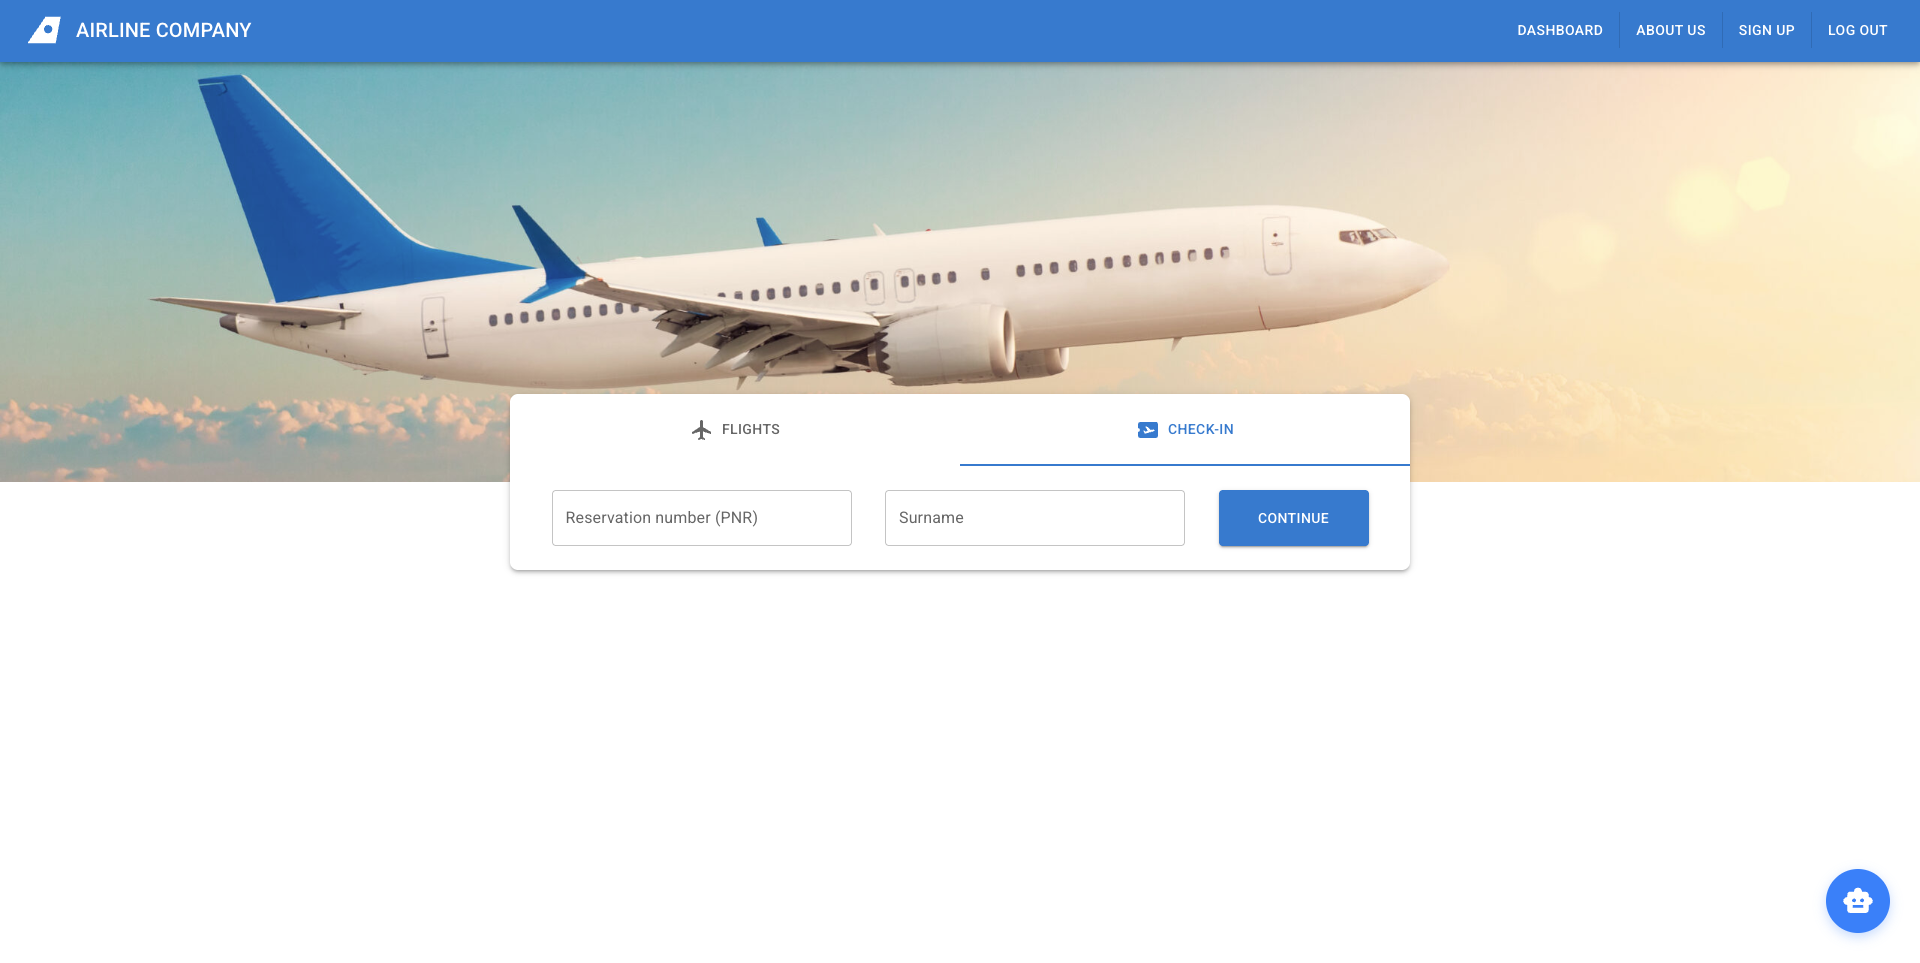 AIRLINE COMPANY
DASHBOARD
ABOUT US
SIGN UP
LOG OUT
FLIGHTS
CHECK-IN
Reservation number (PNR)
Surname
CONTINUE